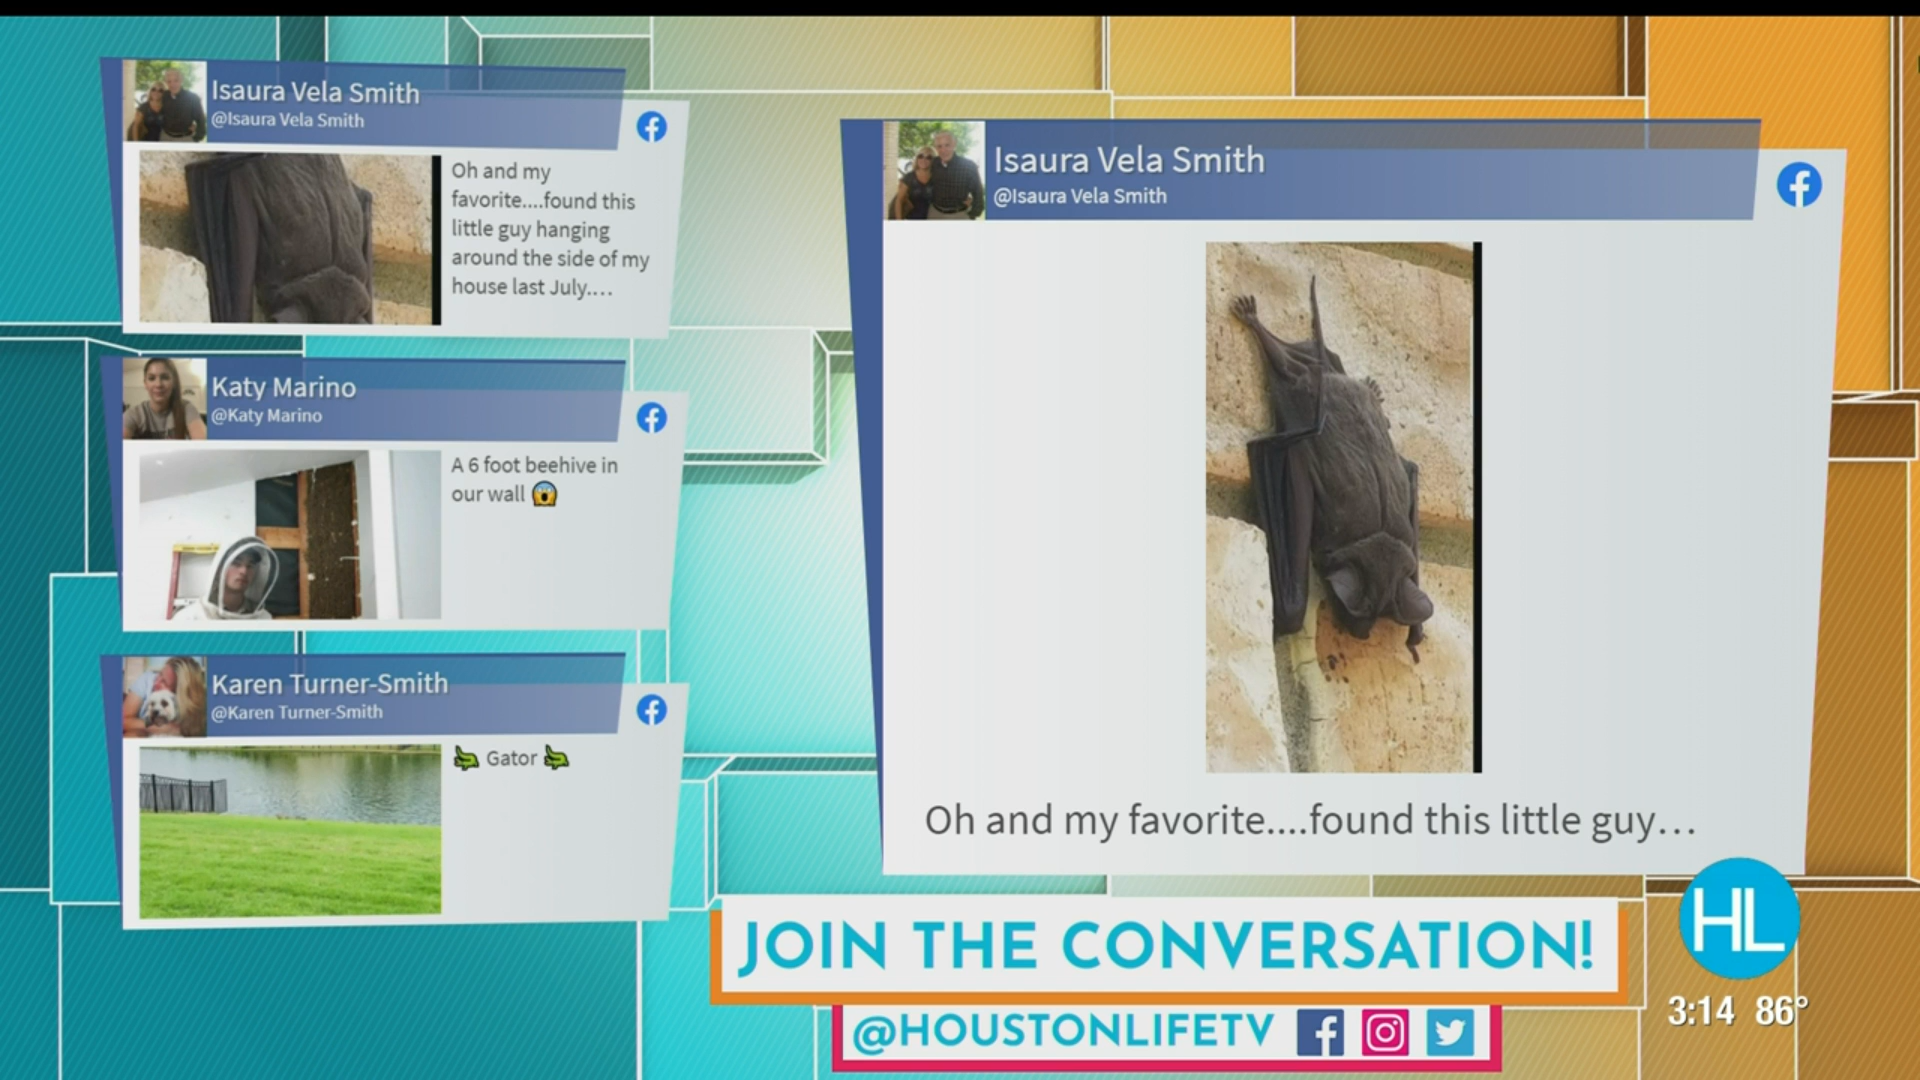 Isaura Vela Smith
@Isaura Vela Smith
Oh and my
favorite....found this
little guy hanging
around the side of my
house last July....
Katy Marino
@Katy Marino
A 6 foot beehive in
our wall 😱
Karen Turner-Smith
@Karen Turner-Smith
🐊 Gator 🐊
Isaura Vela Smith
@Isaura Vela Smith
Oh and my favorite....found this little guy...
JOIN THE CONVERSATION!
@HOUSTONLIFETV
HL
3:14 86°